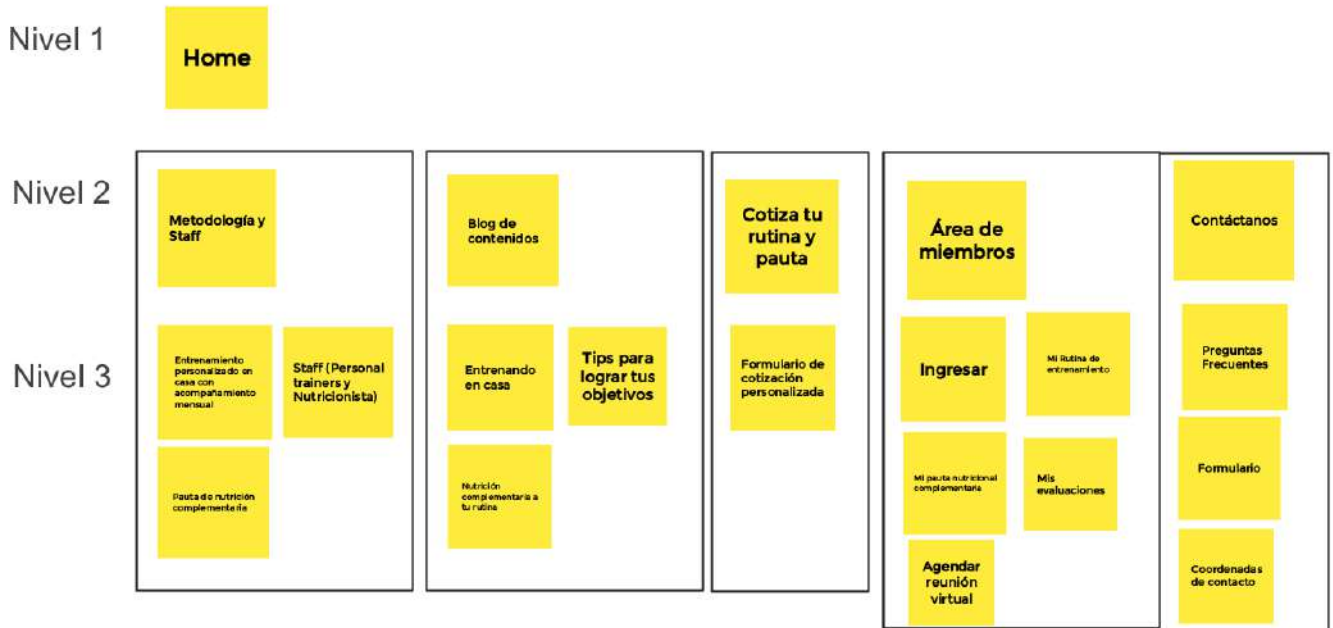 Nivel 1
Home
Nivel 2
Metodología y
Staff
Blog de
contenidos
Cotiza tu
rutina y
pauta
Área de
miembros
Contáctanos
Nivel 3
Entrenamiento
personalizado en
casa con
acompañamiento
mensual
Staff (Personal
trainers y
Nutricionista)
Pauta de nutrición
complementaria
Entrenando
en casa
Tips para
lograr tus
objetivos
Nutrición
complementaria a
tu rutina
Formulario de
cotización
personalizada
Ingresar
Mi Rutina de
entrenamiento
Mi pauta nutricional
complementaria
Mis
evaluaciones
Agendar
reunión
virtual
Preguntas
Frecuentes
Formulario
Coordenadas
de contacto